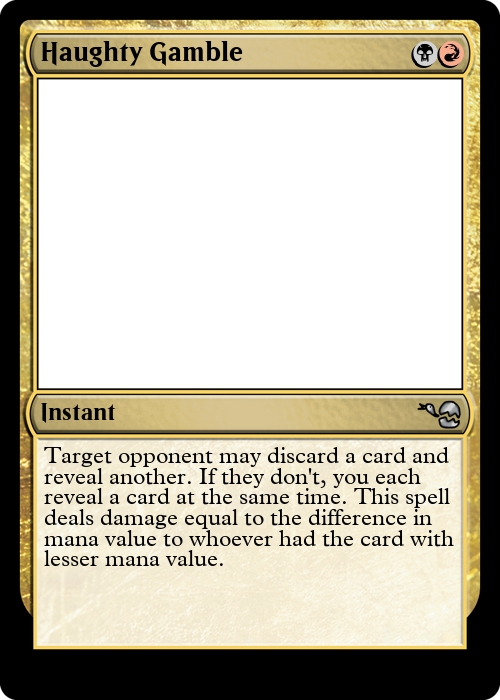 Haughty Gamble
Instant
Target opponent may discard a card and
reveal another. If they don't, you each
reveal a card at the same time. This spell
deals damage equal to the difference in
mana value to whoever had the card with
lesser mana value.